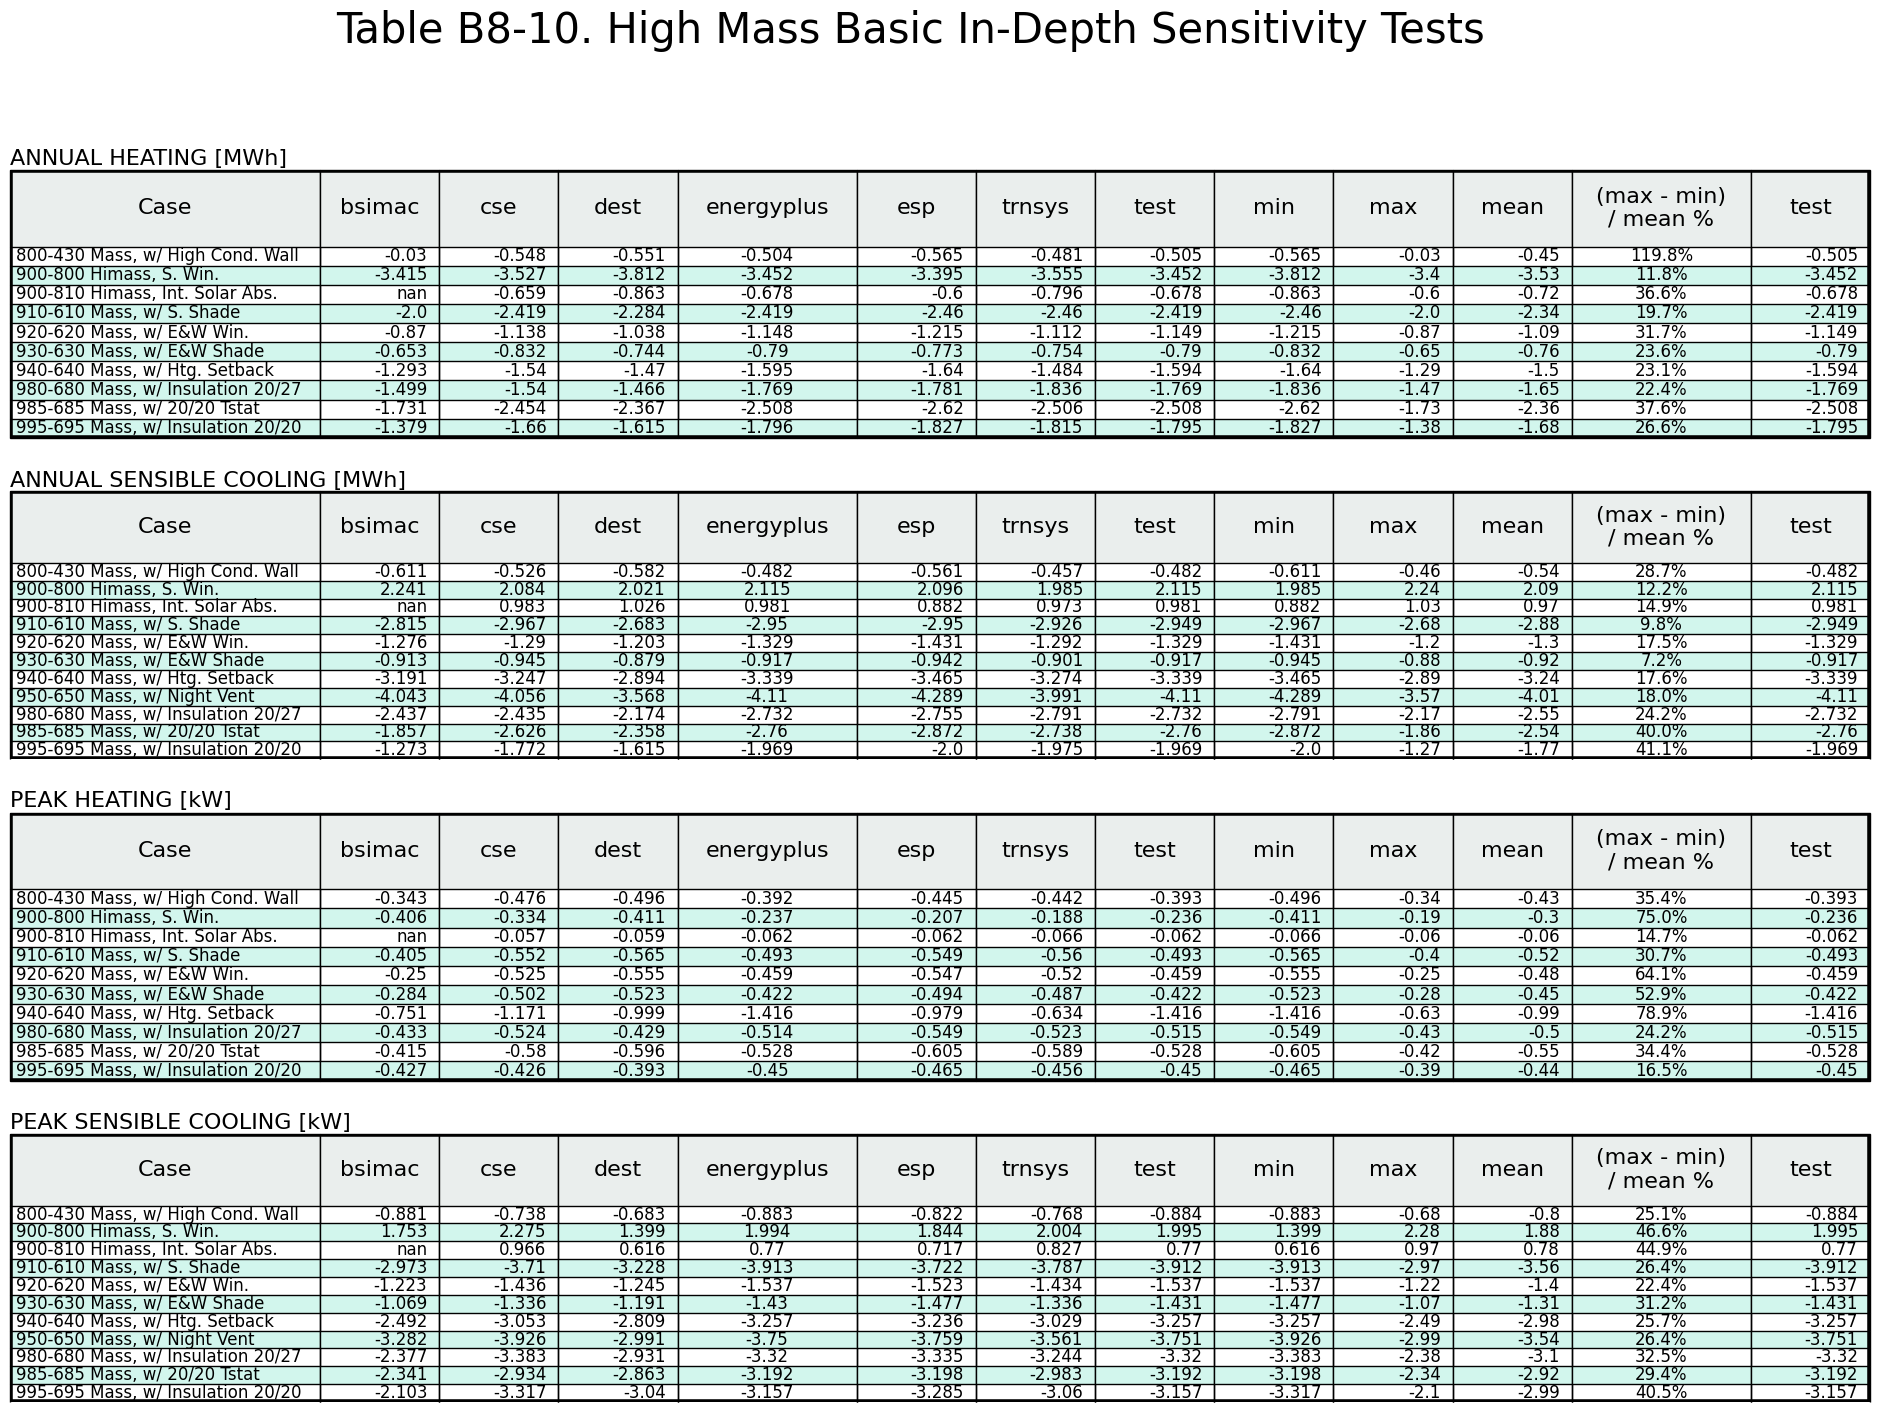 Table B8-10. High Mass Basic In-Depth Sensitivity Tests
ANNUAL HEATING [MWh]
Case bsimac cse dest energyplus esp trnsys test min max mean (max - min) / mean % test
800-430 Mass, w/ High Cond. Wall -0.03 -0.548 -0.551 -0.504 -0.565 -0.481 -0.505 -0.565 -0.03 -0.45 119.8% -0.505
900-800 Himass, S. Win. -3.415 -3.527 -3.812 -3.452 -3.395 -3.555 -3.452 -3.812 -3.4 -3.53 11.8% -3.452
900-810 Himass, Int. Solar Abs. nan -0.659 -0.863 -0.678 -0.6 -0.796 -0.678 -0.863 -0.6 -0.72 36.6% -0.678
910-610 Mass, w/ S. Shade -2.0 -2.419 -2.284 -2.419 -2.46 -2.46 -2.419 -2.46 -2.0 -2.34 19.7% -2.419
920-620 Mass, w/ E&W Win. -0.87 -1.138 -1.038 -1.148 -1.215 -1.112 -1.149 -1.215 -0.87 -1.09 31.7% -1.149
930-630 Mass, w/ E&W Shade -0.653 -0.832 -0.744 -0.79 -0.773 -0.754 -0.79 -0.832 -0.65 -0.76 23.6% -0.79
940-640 Mass, w/ Htg. Setback -1.293 -1.54 -1.47 -1.595 -1.64 -1.484 -1.594 -1.64 -1.29 -1.5 23.1% -1.594
980-680 Mass, w/ Insulation 20/27 -1.499 -1.54 -1.466 -1.769 -1.781 -1.836 -1.769 -1.836 -1.47 -1.65 22.4% -1.769
985-685 Mass, w/ 20/20 Tstat -1.731 -2.454 -2.367 -2.508 -2.62 -2.506 -2.508 -2.62 -1.73 -2.36 37.6% -2.508
995-695 Mass, w/ Insulation 20/20 -1.379 -1.66 -1.615 -1.796 -1.827 -1.815 -1.795 -1.827 -1.38 -1.68 26.6% -1.795
ANNUAL SENSIBLE COOLING [MWh]
Case bsimac cse dest energyplus esp trnsys test min max mean (max - min) / mean % test
800-430 Mass, w/ High Cond. Wall -0.611 -0.526 -0.582 -0.482 -0.561 -0.457 -0.482 -0.611 -0.46 -0.54 28.7% -0.482
900-800 Himass, S. Win. 2.241 2.084 2.021 2.115 2.096 1.985 2.115 1.985 2.24 2.09 12.2% 2.115
900-810 Himass, Int. Solar Abs. nan 0.983 1.026 0.981 0.882 0.973 0.981 0.882 1.03 0.97 14.9% 0.981
910-610 Mass, w/ S. Shade -2.815 -2.967 -2.683 -2.95 -2.95 -2.926 -2.949 -2.967 -2.68 -2.88 9.8% -2.949
920-620 Mass, w/ E&W Win. -1.276 -1.29 -1.203 -1.329 -1.431 -1.292 -1.329 -1.431 -1.2 -1.3 17.5% -1.329
930-630 Mass, w/ E&W Shade -0.913 -0.945 -0.879 -0.917 -0.942 -0.901 -0.917 -0.945 -0.88 -0.92 7.2% -0.917
940-640 Mass, w/ Htg. Setback -3.191 -3.247 -2.894 -3.339 -3.465 -3.274 -3.339 -3.465 -2.89 -3.24 17.6% -3.339
950-650 Mass, w/ Night Vent -4.043 -4.056 -3.568 -4.11 -4.289 -3.991 -4.11 -4.289 -3.57 -4.01 18.0% -4.11
980-680 Mass, w/ Insulation 20/27 -2.437 -2.435 -2.174 -2.732 -2.755 -2.791 -2.732 -2.791 -2.17 -2.55 24.2% -2.732
985-685 Mass, w/ 20/20 Tstat -1.857 -2.626 -2.358 -2.76 -2.872 -2.738 -2.76 -2.872 -1.86 -2.54 40.0% -2.76
995-695 Mass, w/ Insulation 20/20 -1.273 -1.772 -1.615 -1.969 -2.0 -1.975 -1.969 -2.0 -1.27 -1.77 41.1% -1.969
PEAK HEATING [kW]
Case bsimac cse dest energyplus esp trnsys test min max mean (max - min) / mean % test
800-430 Mass, w/ High Cond. Wall -0.343 -0.476 -0.496 -0.392 -0.445 -0.442 -0.393 -0.496 -0.34 -0.43 35.4% -0.393
900-800 Himass, S. Win. -0.406 -0.334 -0.411 -0.237 -0.207 -0.188 -0.236 -0.411 -0.19 -0.3 75.0% -0.236
900-810 Himass, Int. Solar Abs. nan -0.057 -0.059 -0.062 -0.062 -0.066 -0.062 -0.066 -0.06 -0.06 14.7% -0.062
910-610 Mass, w/ S. Shade -0.405 -0.552 -0.565 -0.493 -0.549 -0.56 -0.493 -0.565 -0.4 -0.52 30.7% -0.493
920-620 Mass, w/ E&W Win. -0.25 -0.525 -0.555 -0.459 -0.547 -0.52 -0.459 -0.555 -0.25 -0.48 64.1% -0.459
930-630 Mass, w/ E&W Shade -0.284 -0.502 -0.523 -0.422 -0.494 -0.487 -0.422 -0.523 -0.28 -0.45 52.9% -0.422
940-640 Mass, w/ Htg. Setback -0.751 -1.171 -0.999 -1.416 -0.979 -0.634 -1.416 -1.416 -0.63 -0.99 78.9% -1.416
980-680 Mass, w/ Insulation 20/27 -0.433 -0.524 -0.429 -0.514 -0.549 -0.523 -0.515 -0.549 -0.43 -0.5 24.2% -0.515
985-685 Mass, w/ 20/20 Tstat -0.415 -0.58 -0.596 -0.528 -0.605 -0.589 -0.528 -0.605 -0.42 -0.55 34.4% -0.528
995-695 Mass, w/ Insulation 20/20 -0.427 -0.426 -0.393 -0.45 -0.465 -0.456 -0.45 -0.465 -0.39 -0.44 16.5% -0.45
PEAK SENSIBLE COOLING [kW]
Case bsimac cse dest energyplus esp trnsys test min max mean (max - min) / mean % test
800-430 Mass, w/ High Cond. Wall -0.881 -0.738 -0.683 -0.883 -0.822 -0.768 -0.884 -0.883 -0.68 -0.8 25.1% -0.884
900-800 Himass, S. Win. 1.753 2.275 1.399 1.994 1.844 2.004 1.995 1.399 2.28 1.88 46.6% 1.995
900-810 Himass, Int. Solar Abs. nan 0.966 0.616 0.77 0.717 0.827 0.77 0.616 0.97 0.78 44.9% 0.77
910-610 Mass, w/ S. Shade -2.973 -3.71 -3.228 -3.913 -3.722 -3.787 -3.912 -3.913 -2.97 -3.56 26.4% -3.912
920-620 Mass, w/ E&W Win. -1.223 -1.436 -1.245 -1.537 -1.523 -1.434 -1.537 -1.537 -1.22 -1.4 22.4% -1.537
930-630 Mass, w/ E&W Shade -1.069 -1.336 -1.191 -1.43 -1.477 -1.336 -1.431 -1.477 -1.07 -1.31 31.2% -1.431
940-640 Mass, w/ Htg. Setback -2.492 -3.053 -2.809 -3.257 -3.236 -3.029 -3.257 -3.257 -2.49 -2.98 25.7% -3.257
950-650 Mass, w/ Night Vent -3.282 -3.926 -2.991 -3.75 -3.759 -3.561 -3.751 -3.926 -2.99 -3.54 26.4% -3.751
980-680 Mass, w/ Insulation 20/27 -2.377 -3.383 -2.931 -3.32 -3.335 -3.244 -3.32 -3.383 -2.38 -3.1 32.5% -3.32
985-685 Mass, w/ 20/20 Tstat -2.341 -2.934 -2.863 -3.192 -3.198 -2.983 -3.192 -3.198 -2.34 -2.92 29.4% -3.192
995-695 Mass, w/ Insulation 20/20 -2.103 -3.317 -3.04 -3.157 -3.285 -3.06 -3.157 -3.317 -2.1 -2.99 40.5% -3.157